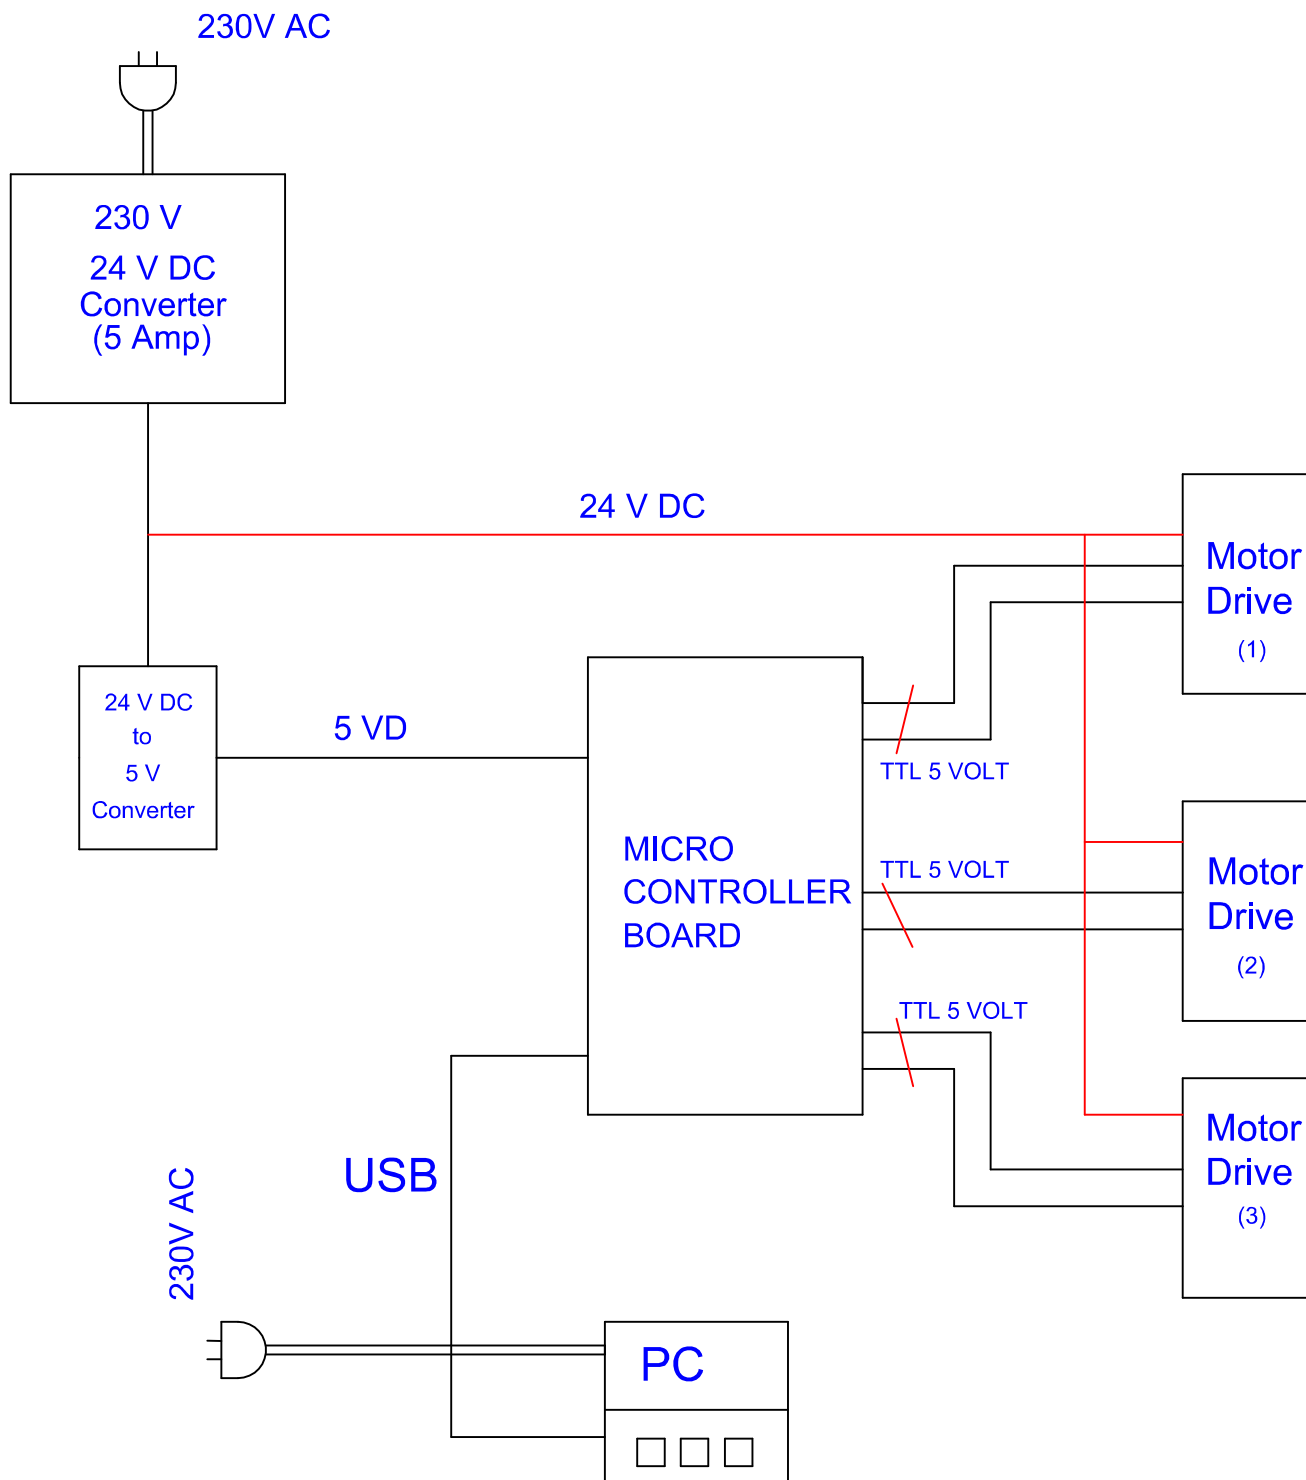 230V AC
230 V
24 V DC
Converter
(5 Amp)
24 V DC
Motor
Drive
(1)
24 V DC
to
5 V
Converter
5 VD
TTL 5 VOLT
MICRO
CONTROLLER
BOARD
TTL 5 VOLT
Motor
Drive
(2)
TTL 5 VOLT
Motor
Drive
(3)
USB
230V AC
PC